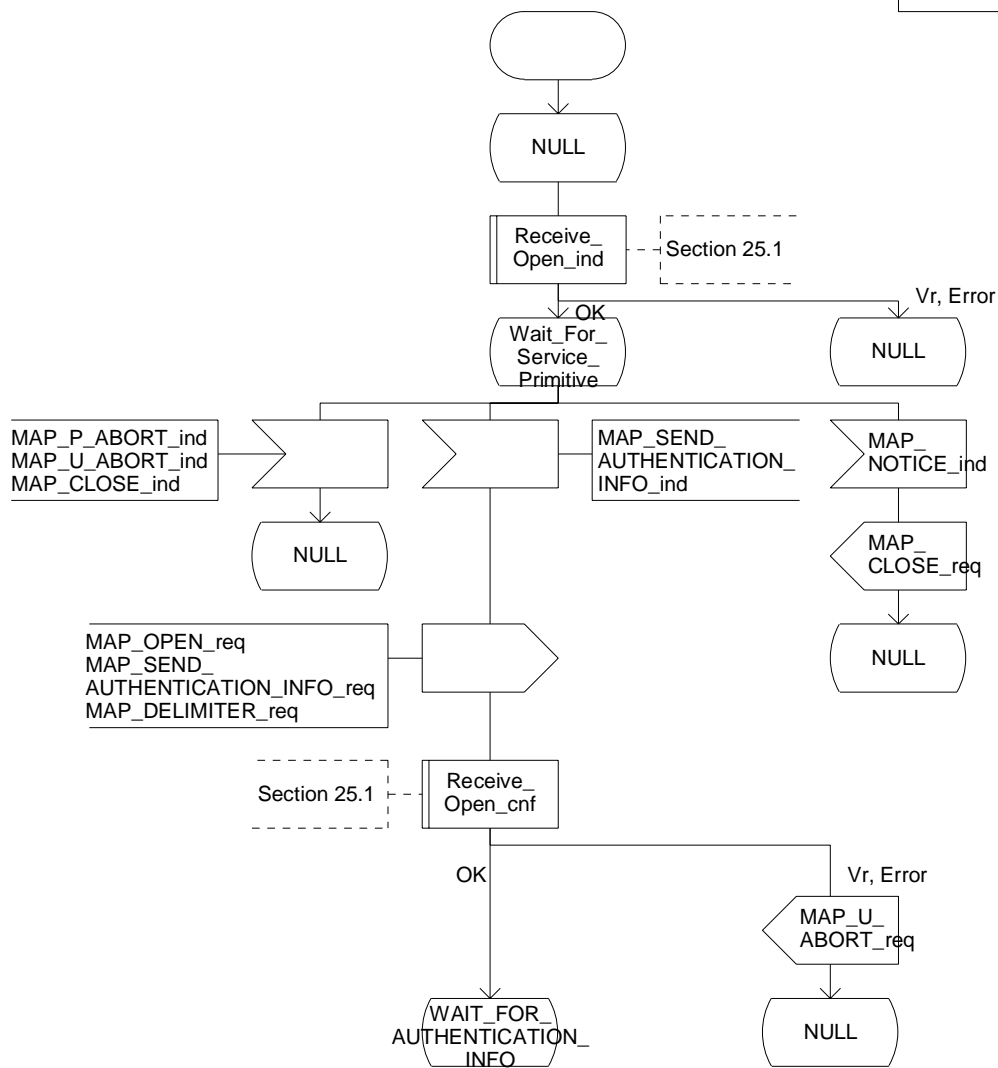 NULL
Receive_
Open_ind
Section 25.1
Vr, Error
OK
Wait_For_
Service_
Primitive
NULL
MAP_P_ABORT_ind
MAP_U_ABORT_ind
MAP_CLOSE_ind
MAP_SEND_
AUTHENTICATION_
INFO_ind
MAP_
NOTICE_ind
NULL
MAP_
CLOSE_req
MAP_OPEN_req
MAP_SEND_
AUTHENTICATION_INFO_req
MAP_DELIMITER_req
NULL
Section 25.1
Receive_
Open_cnf
OK
Vr, Error
MAP_U_
ABORT_req
WAIT_FOR_
AUTHENTICATION_
INFO
NULL